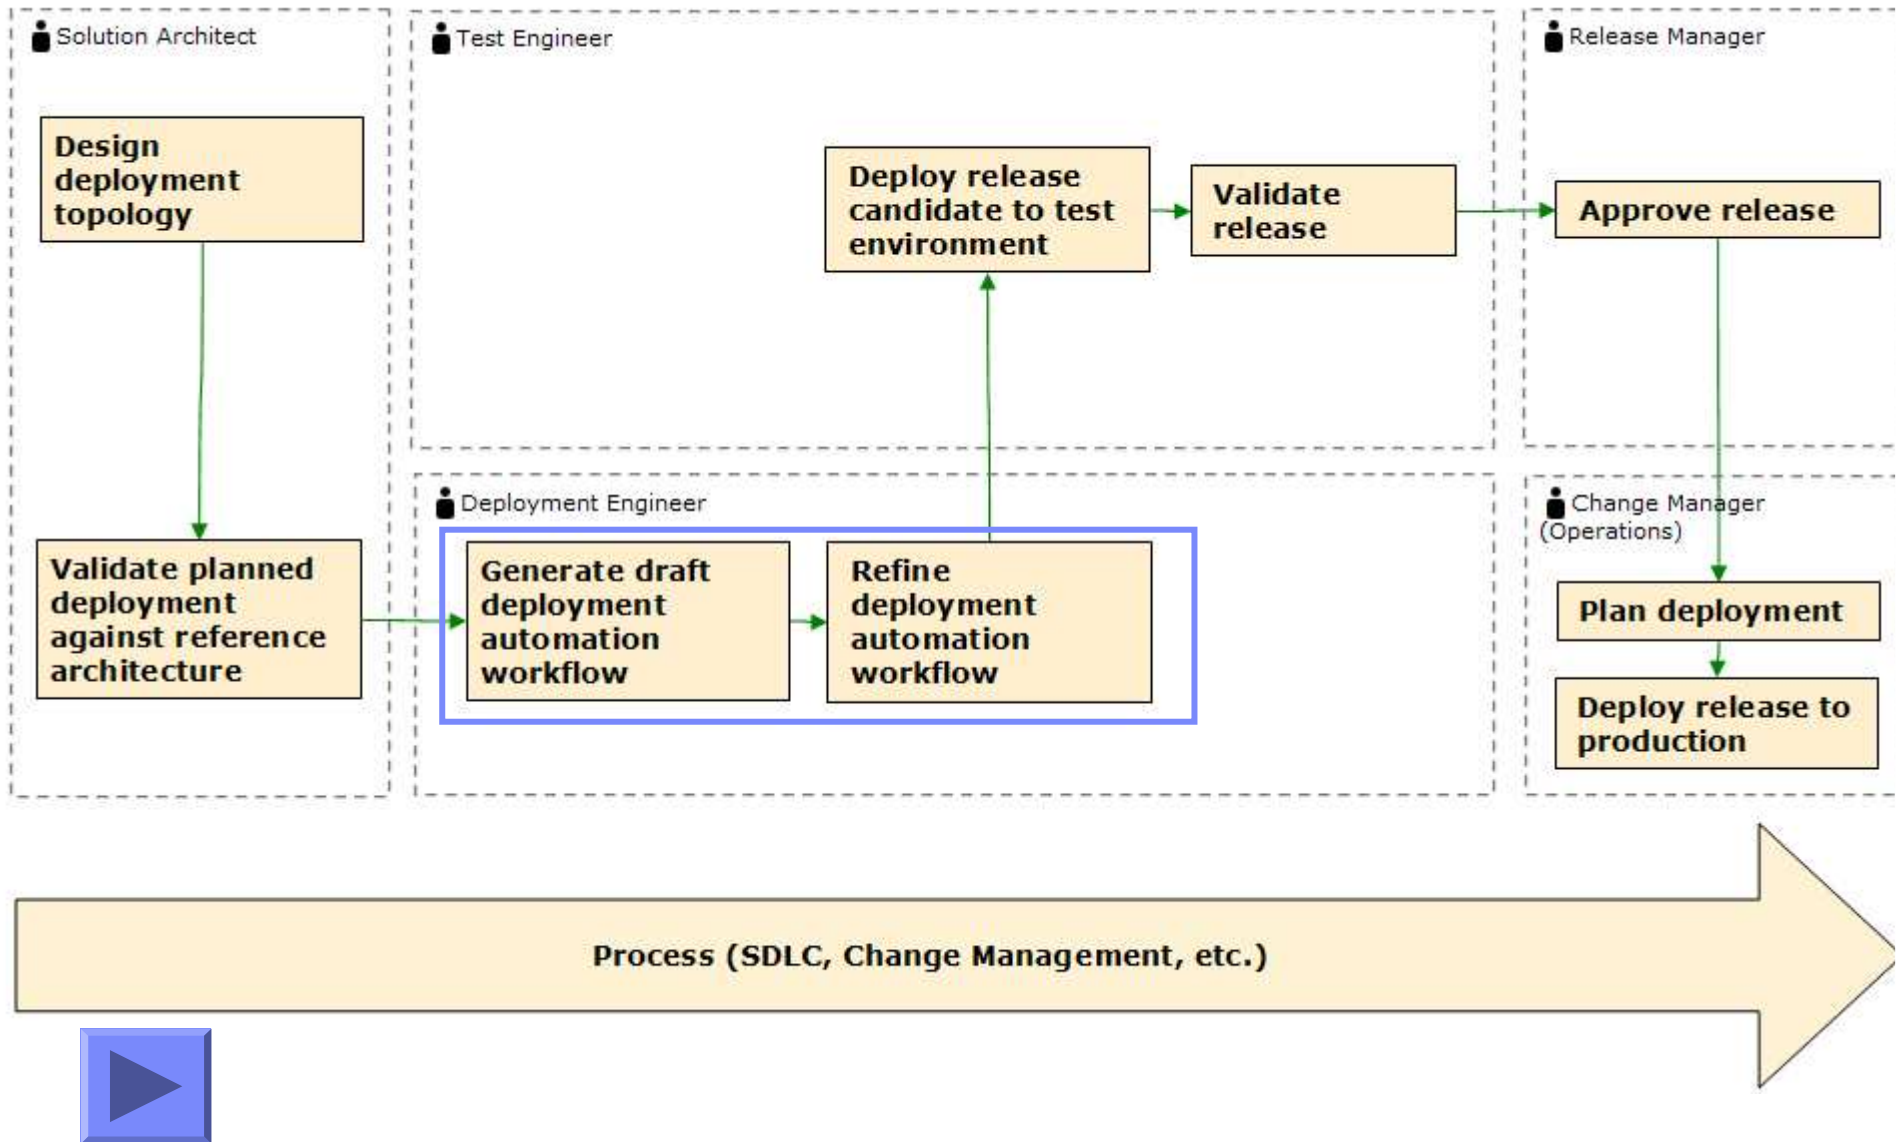 Solution Architect
Design
deployment
topology
Validate planned
deployment
against reference
architecture
Test Engineer
Deploy release
candidate to test
environment
Validate
release
Deployment Engineer
Generate draft
deployment
automation
workflow
Refine
deployment
automation
workflow
Release Manager
Approve release
Change Manager
(Operations)
Plan deployment
Deploy release to
production
Process (SDLC, Change Management, etc.)